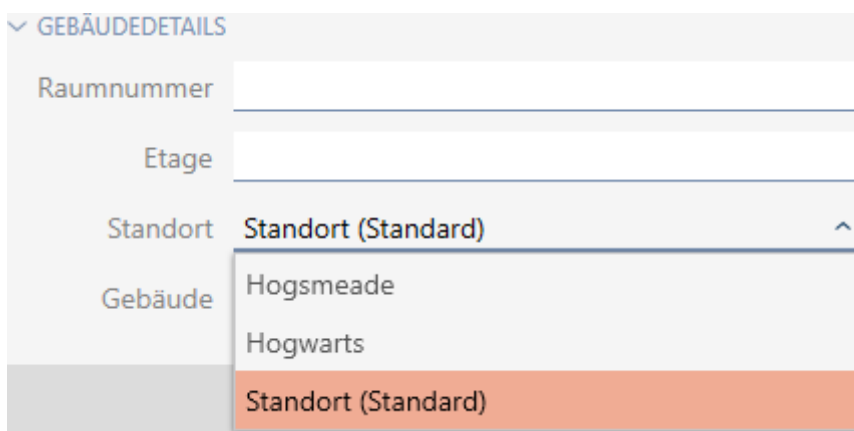 GEBÄUDEDETAILS
Raumnummer
Etage
Standort Standort (Standard)
Gebäude
Hogsmeade
Hogwarts
Standort (Standard)